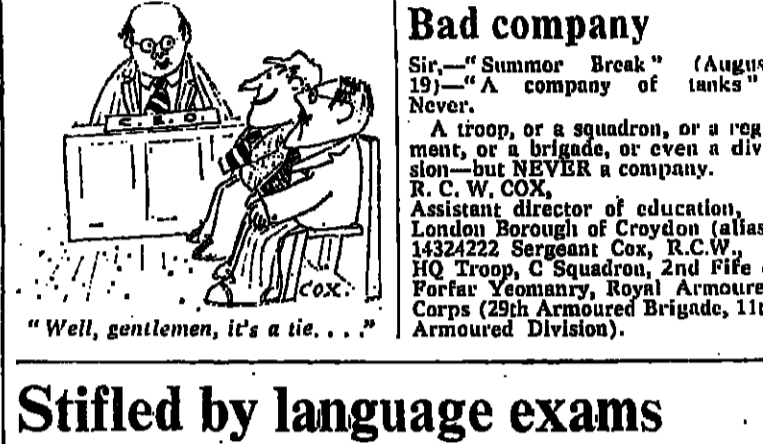 C.E.O
COX.
" Well, gentlemen, it's a tie. . . ."
Bad company
Sir,—" Summor Break " (Augus
19)—" A company of tanks "
Never.
A troop, or a squadron, or a reg
ment, or a brigade, or even a div
sion—but NEVER a company.
R. C. W. COX,
Assistant director of education,
London Borough of Croydon (alias
14324222 Sergeant Cox, R.C.W.,
HQ Troop, C Squadron, 2nd Fife
Forfar Yeomanry, Royal Armoure
Corps (29th Armoured Brigade, 11t
Armoured Division).
Stifled by language exams